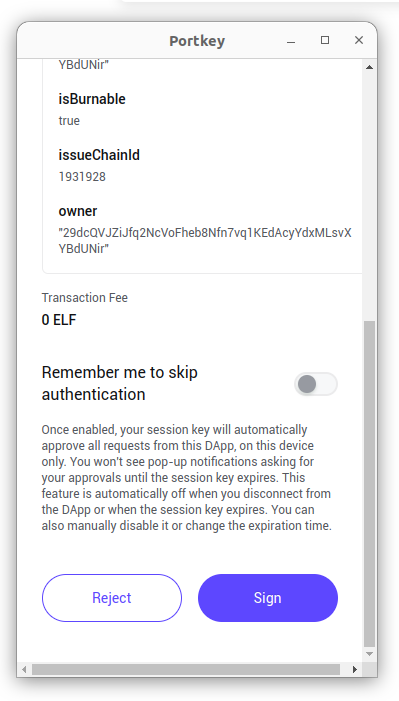 Portkey
YBdUNir"
isBurnable
true
issueChainId
1931928
owner
"29dcQVJZiJfq2NcVoFheb8Nfn7vq1KEdAcyYdxMLsvX
YBdUNir"
Transaction Fee
0 ELF
Remember me to skip
authentication
Once enabled, your session key will automatically
approve all requests from this DApp, on this device
only. You won't see pop-up notifications asking for
your approvals until the session key expires. This
feature is automatically off when you disconnect from
the DApp or when the session key expires. You can
also manually disable it or change the expiration time.
Reject
Sign